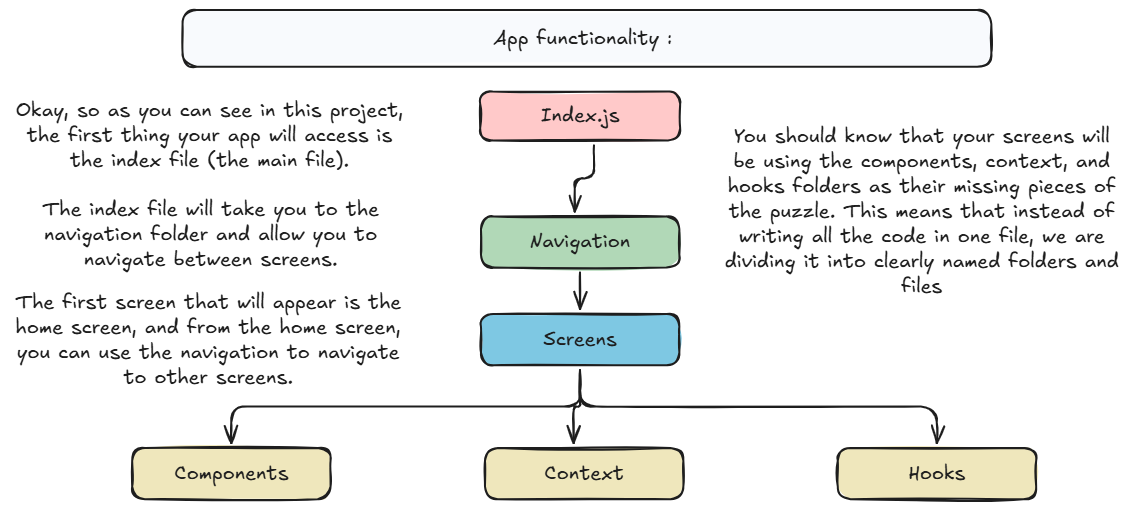 App functionality :
Index.js
Okay, so as you can see in this project,
the first thing your app will access is
the index file (the main file).
The index file will take you to the
navigation folder and allow you to
navigate between screens.
The first screen that will appear is the
home screen, and from the home screen,
you can use the navigation to navigate
to other screens.
You should know that your screens will
be using the components, context, and
hooks folders as their missing pieces of
the puzzle. This means that instead of
writing all the code in one file, we are
dividing it into clearly named folders and
files
Navigation
Screens
Components
Context
Hooks